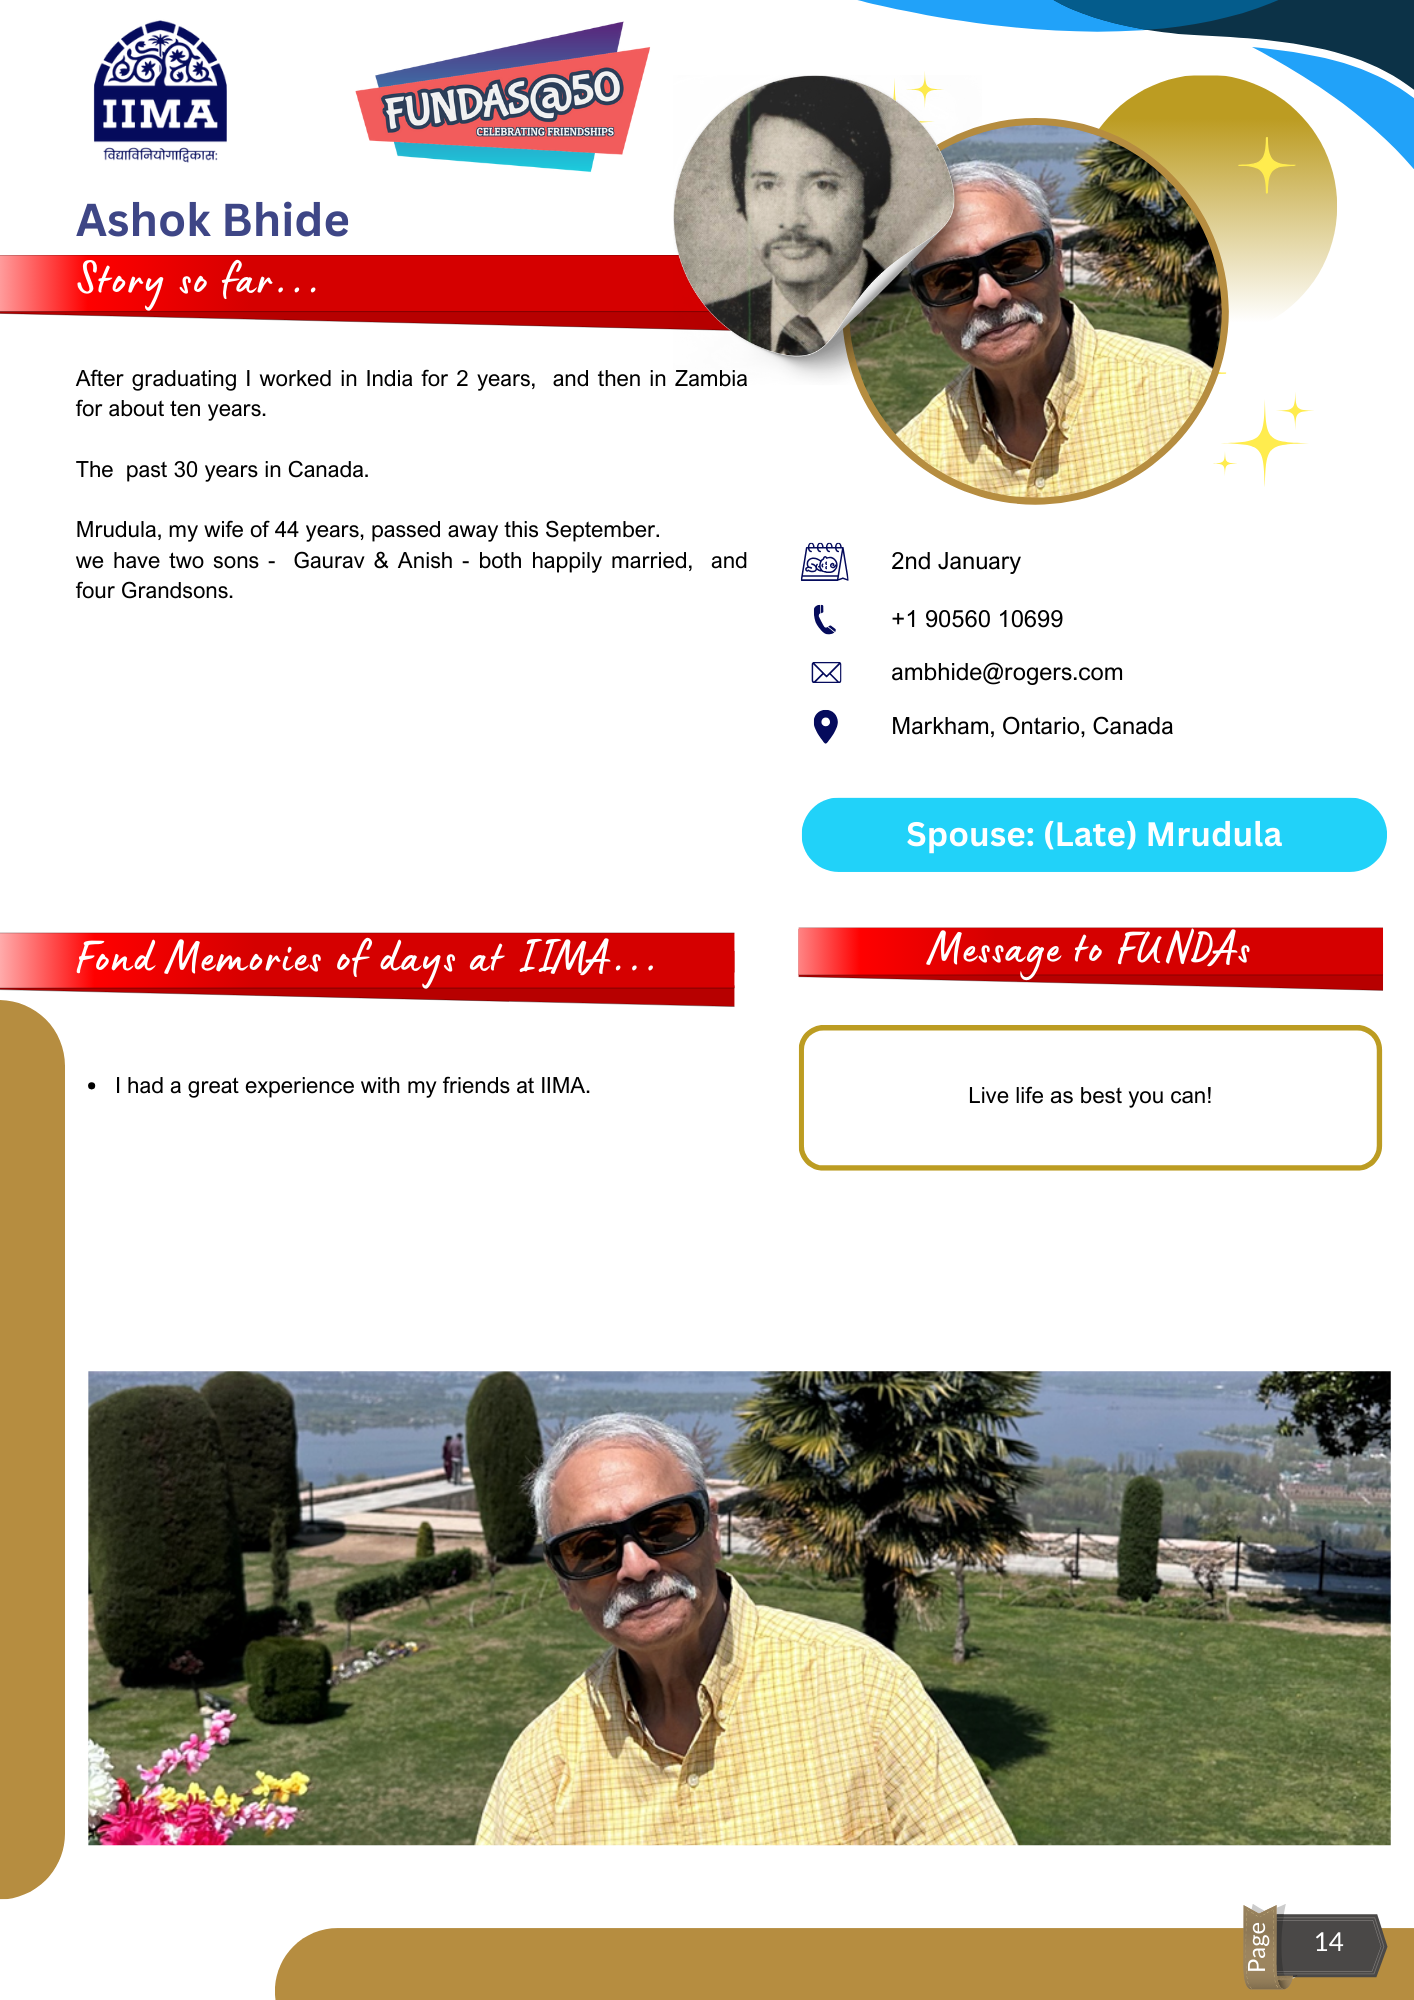 IIMA
विद्याविनियोगाद्विकासः
FUNDAS@50
CELEBRATING FRIENDSHIPS
Ashok Bhide
Story so far...
After graduating I worked in India for 2 years, and then in Zambia
for about ten years.
The past 30 years in Canada.
Mrudula, my wife of 44 years, passed away this September.
we have two sons - Gaurav & Anish - both happily married, and
four Grandsons.
2nd January
+1 90560 10699
ambhide@rogers.com
Markham, Ontario, Canada
Spouse: (Late) Mrudula
Fond Memories of days at IIMA...
I had a great experience with my friends at IIMA.
Message to FUNDAs
Live life as best you can!
Page
14